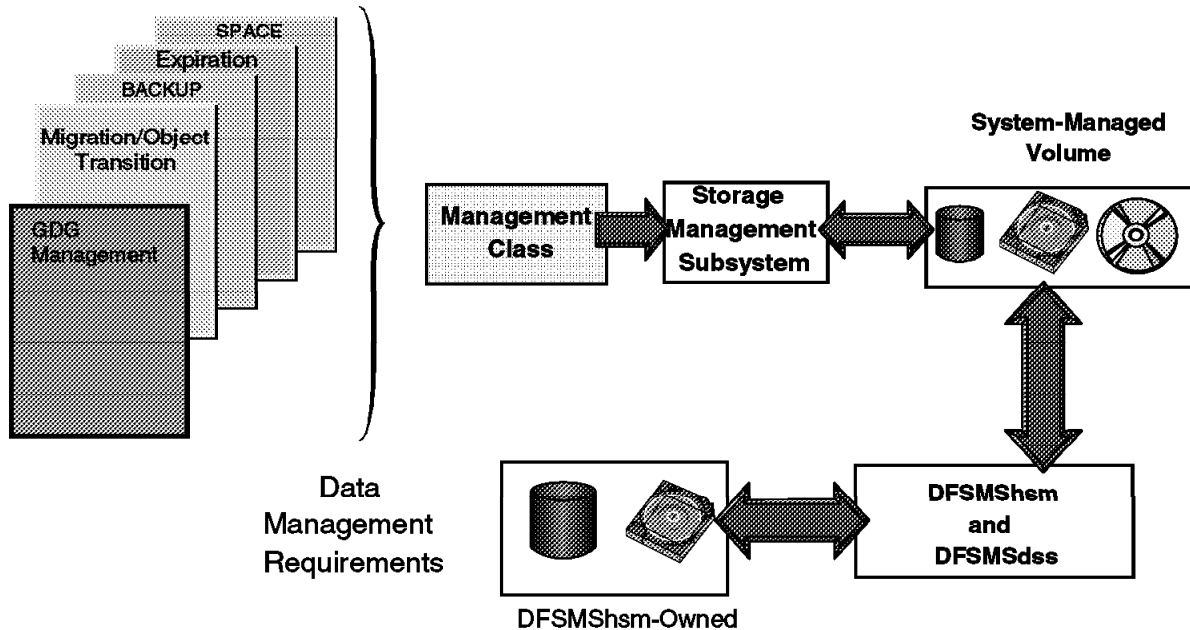 SPACE
Expiration
BACKUP
Migration/Object
Transition
GDG
Management
Management
Class
Storage
Management
Subsystem
System-Managed
Volume
Data
Management
Requirements
DFSMShsm
and
DFSMSdss
DFSMShsm-Owned